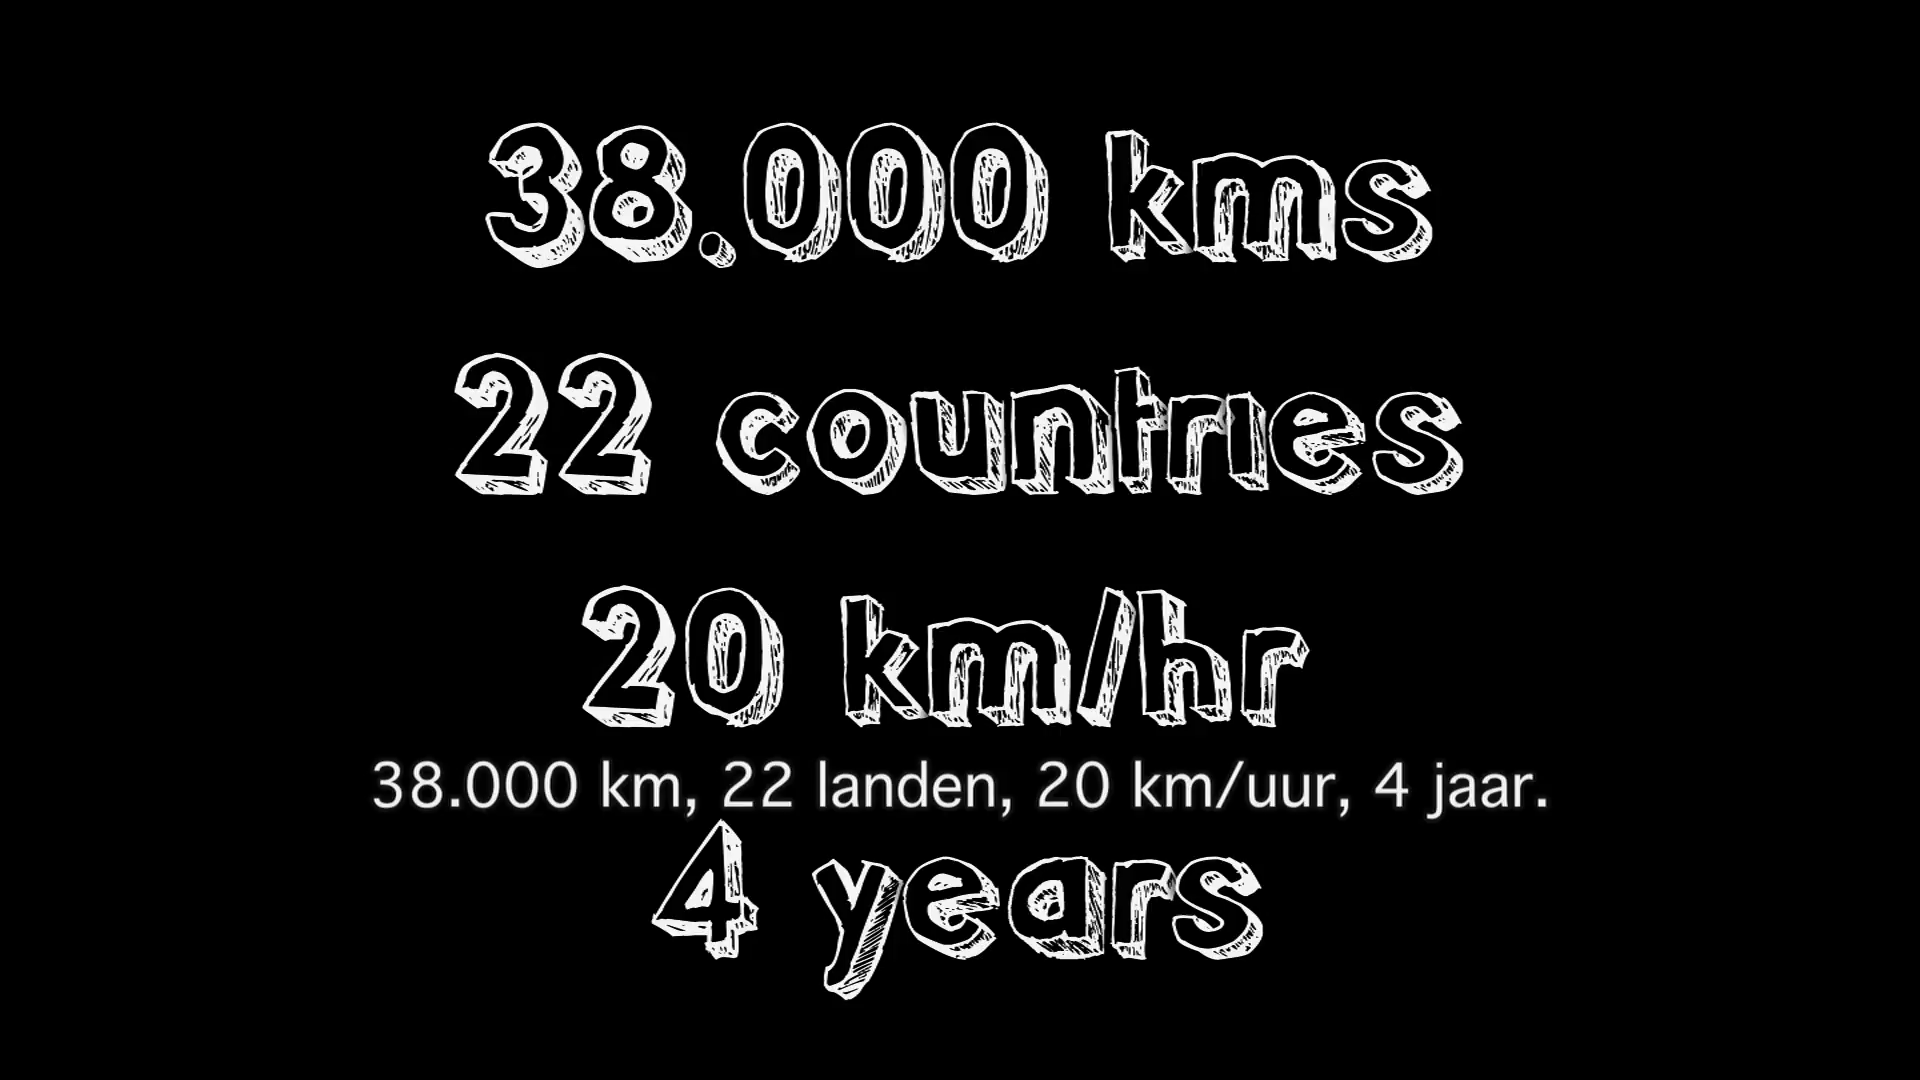 38.000 kms
22 countries
20 km/hr
38.000 km, 22 landen, 20 km/uur, 4 jaar.
4 years